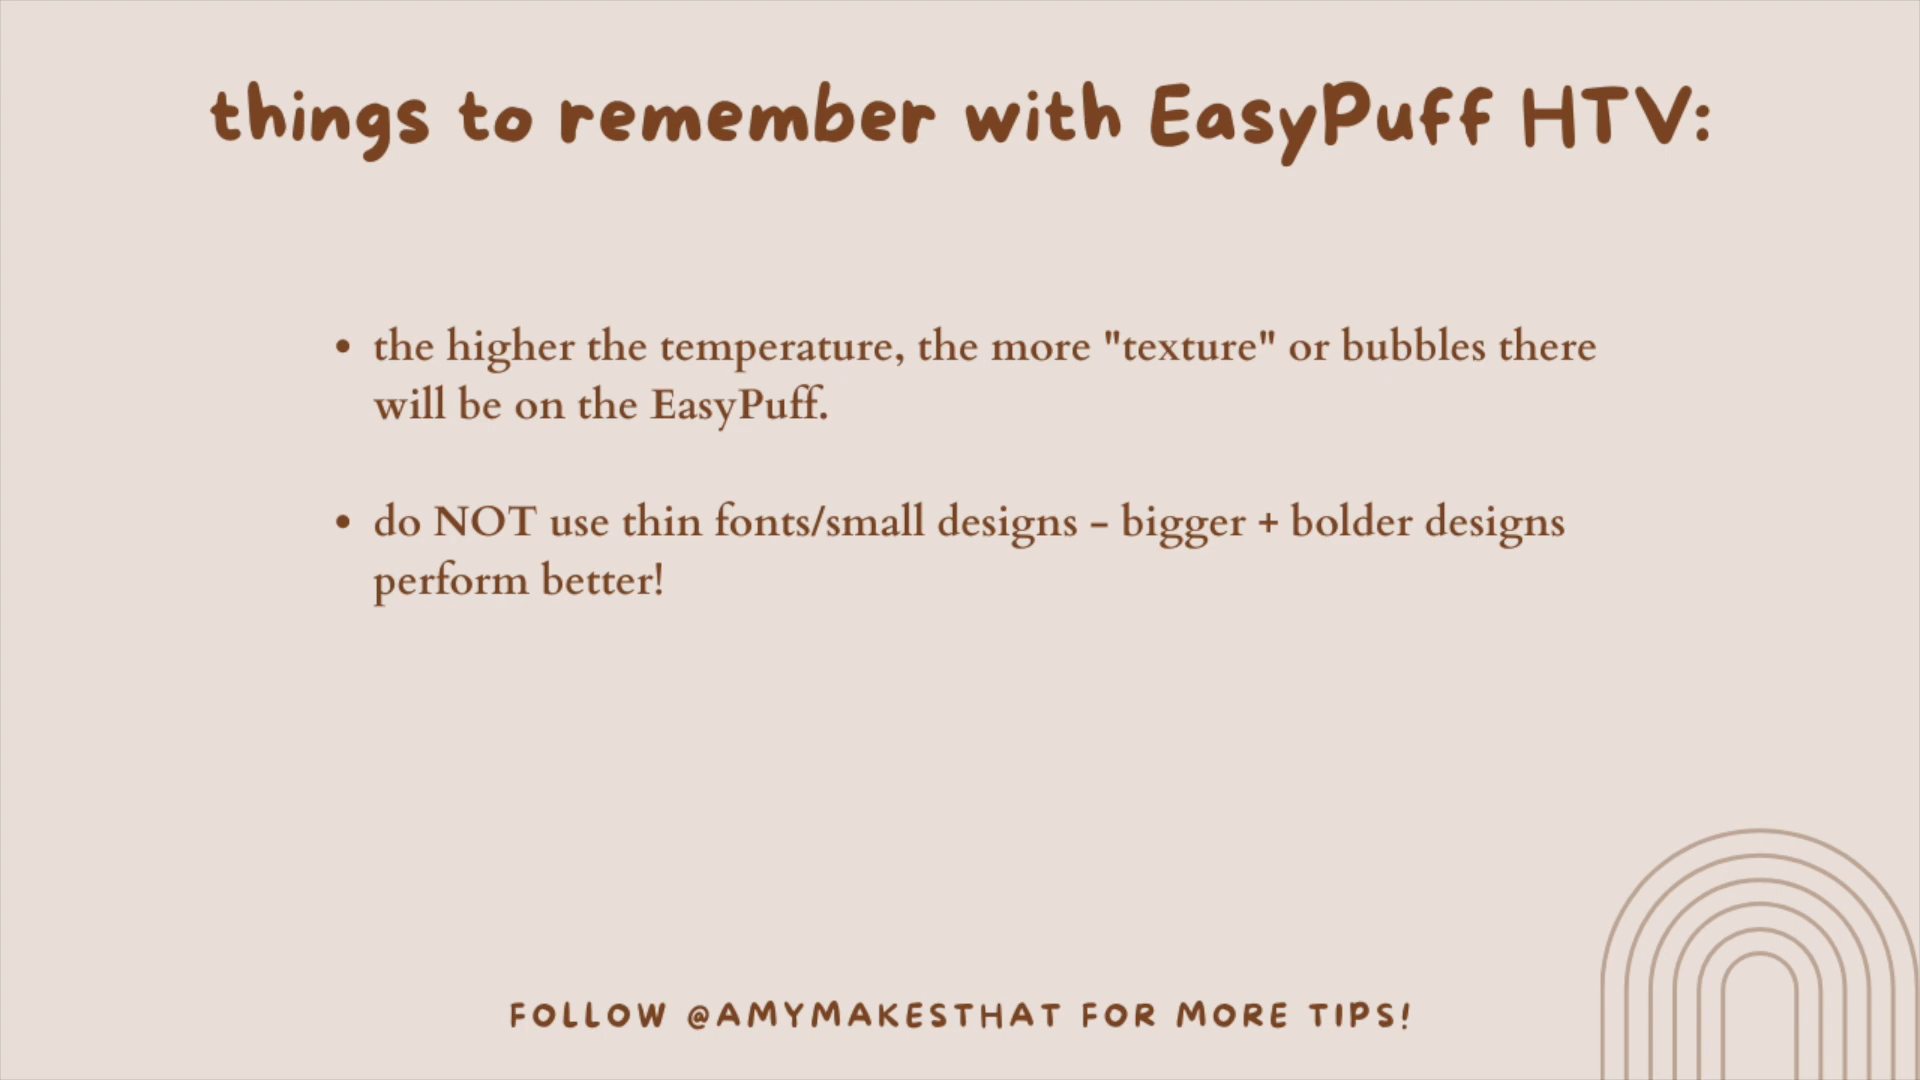 things to remember with EasyPuff HTV:
• the higher the temperature, the more "texture" or bubbles there
will be on the EasyPuff.
• do NOT use thin fonts/small designs - bigger + bolder designs
perform better!
FOLLOW @AMYMAKESTHAT FOR MORE TIPS!